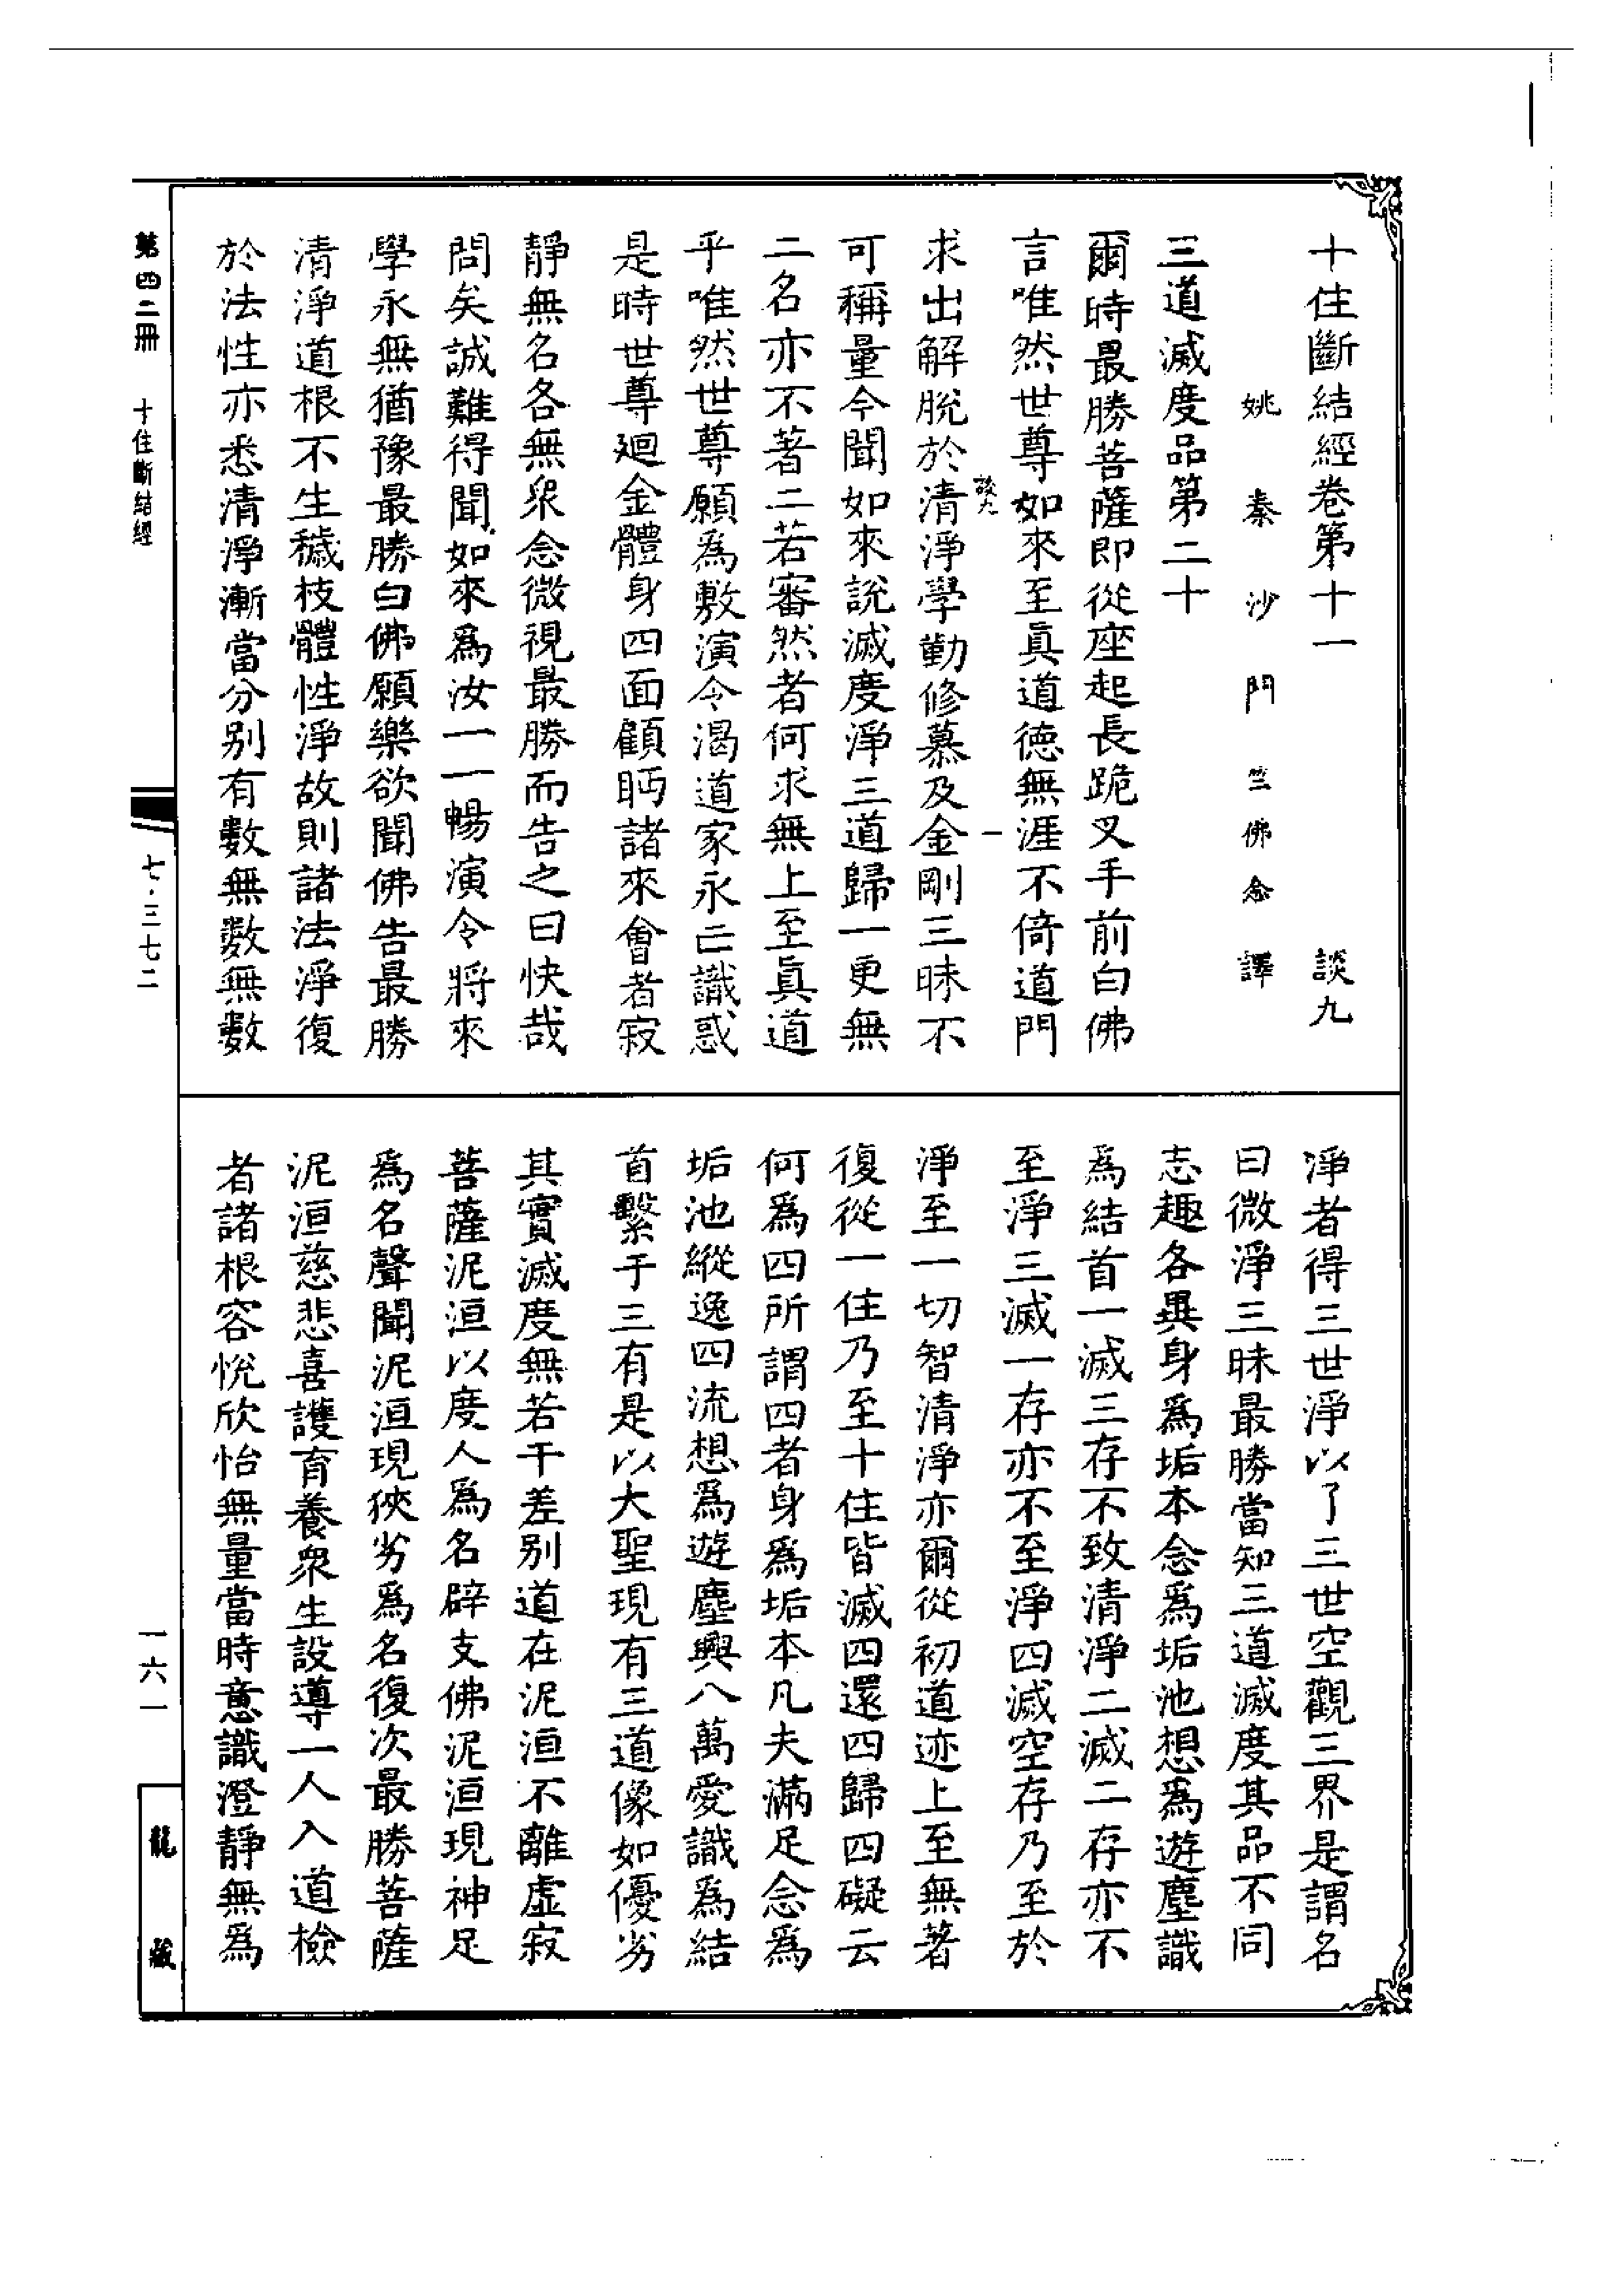 十住斷結經卷第十一　談九
姚秦沙門竺佛念譯
三道滅度品第二十
爾時最勝菩薩即從座起長跪叉手前白佛
言唯然世尊如來至眞道德無涯不倚道門
談九　一
求出解脫於清淨學勤修慕及金剛三昧不
可稱量今聞如來說滅度淨三道歸一更無
二名亦不著二若審然者何求無上至眞道
乎唯然世尊願爲敷演令渴道家永亡識惑
是時世尊廻金體身四面顧眄諸來會者寂
靜無名各無衆念微視最勝而告之曰快哉
問矣誠難得聞如來爲汝一一暢演令將來
學永無猶豫最勝白佛願樂欲聞佛告最勝
清淨道根不生穢枝體性淨故則諸法淨復
於法性亦悉清淨漸當分別有數無數無數
淨者得三世淨以了三世空觀三界是謂名
曰微淨三昧最勝當知三道滅度其品不同
志趣各異身爲垢本念爲垢池想爲遊塵識
爲結首一滅三存不致清淨二滅二存亦不
至淨三滅一存亦不至淨四滅空存乃至於
淨至一切智清淨亦爾從初道迹上至無著
復從一住乃至十住皆滅四還四歸四礙云
何爲四所謂四者身爲垢本凡夫滿足念爲
垢池縱逸四流想爲遊塵興八萬愛識爲結
首繫于三有是以大聖現有三道像如優劣
其實滅度無若干差別道在泥洹不離虛寂
菩薩泥洹以度人爲名辟支佛泥洹現神足
爲名聲聞泥洹現狹劣爲名復次最勝菩薩
泥洹慈悲喜護育養衆生設導一人入道檢
者諸根容悅欣怡無量當時意識澄靜無爲
第四二冊　十住斷結經
七·三七二
一六一
龍藏